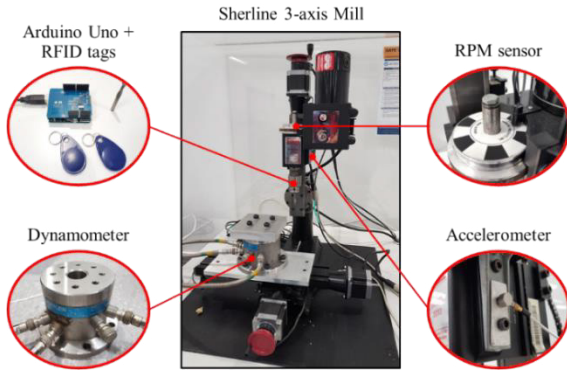 Sherline 3-axis Mill
Arduino Uno +
RFID tags
RPM sensor
Dynamometer
Accelerometer